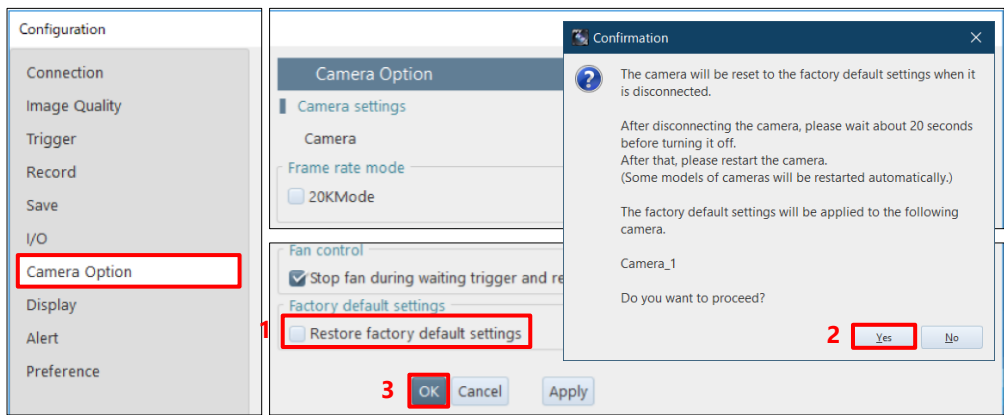 Configuration
Connection
Image Quality
Trigger
Record
Save
I/O
Camera Option
Display
Alert
Preference
Camera Option
Camera settings
Camera
Frame rate mode
20KMode
Fan control
Stop fan during waiting trigger and re
Factory default settings
1
Restore factory default settings
3
OK
Cancel
Apply
Confirmation
The camera will be reset to the factory default settings when it
is disconnected.
After disconnecting the camera, please wait about 20 seconds
before turning it off.
After that, please restart the camera.
(Some models of cameras will be restarted automatically.)
The factory default settings will be applied to the following
camera.
Camera_1
Do you want to proceed?
2
Yes
No